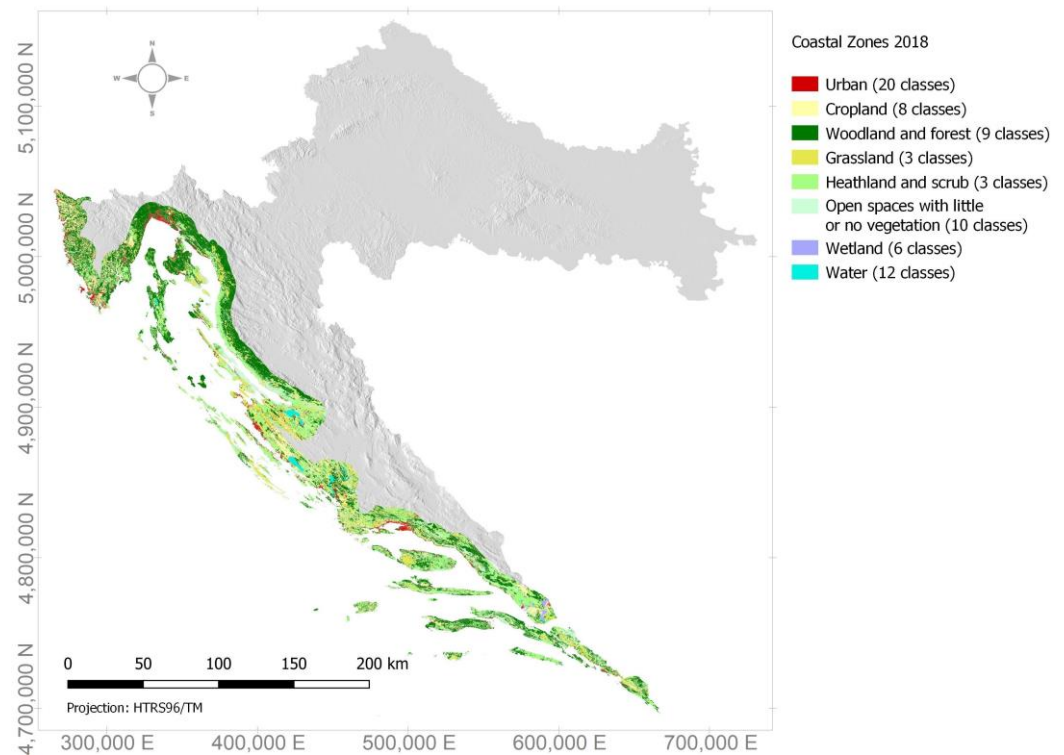 N
W E
S
Coastal Zones 2018
Urban (20 classes)
Cropland (8 classes)
Woodland and forest (9 classes)
Grassland (3 classes)
Heathland and scrub (3 classes)
Open spaces with little
or no vegetation (10 classes)
Wetland (6 classes)
Water (12 classes)
5,100,000 N
5,000,000 N
4,900,000 N
4,800,000 N
4,700,000 N
0 50 100 150 200 km
Projection: HTRS96/TM
300,000 E 400,000 E 500,000 E 600,000 E 700,000 E